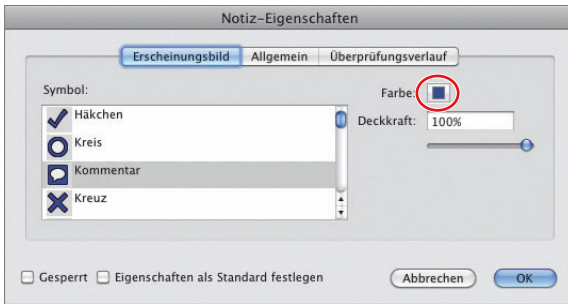 Notiz-Eigenschaften
Erscheinungsbild Allgemein Überprüfungsverlauf
Symbol:
Farbe:
Häkchen
Deckkraft: 100%
Kreis
Kommentar
Kreuz
Gesperrt Eigenschaften als Standard festlegen Abbrechen OK